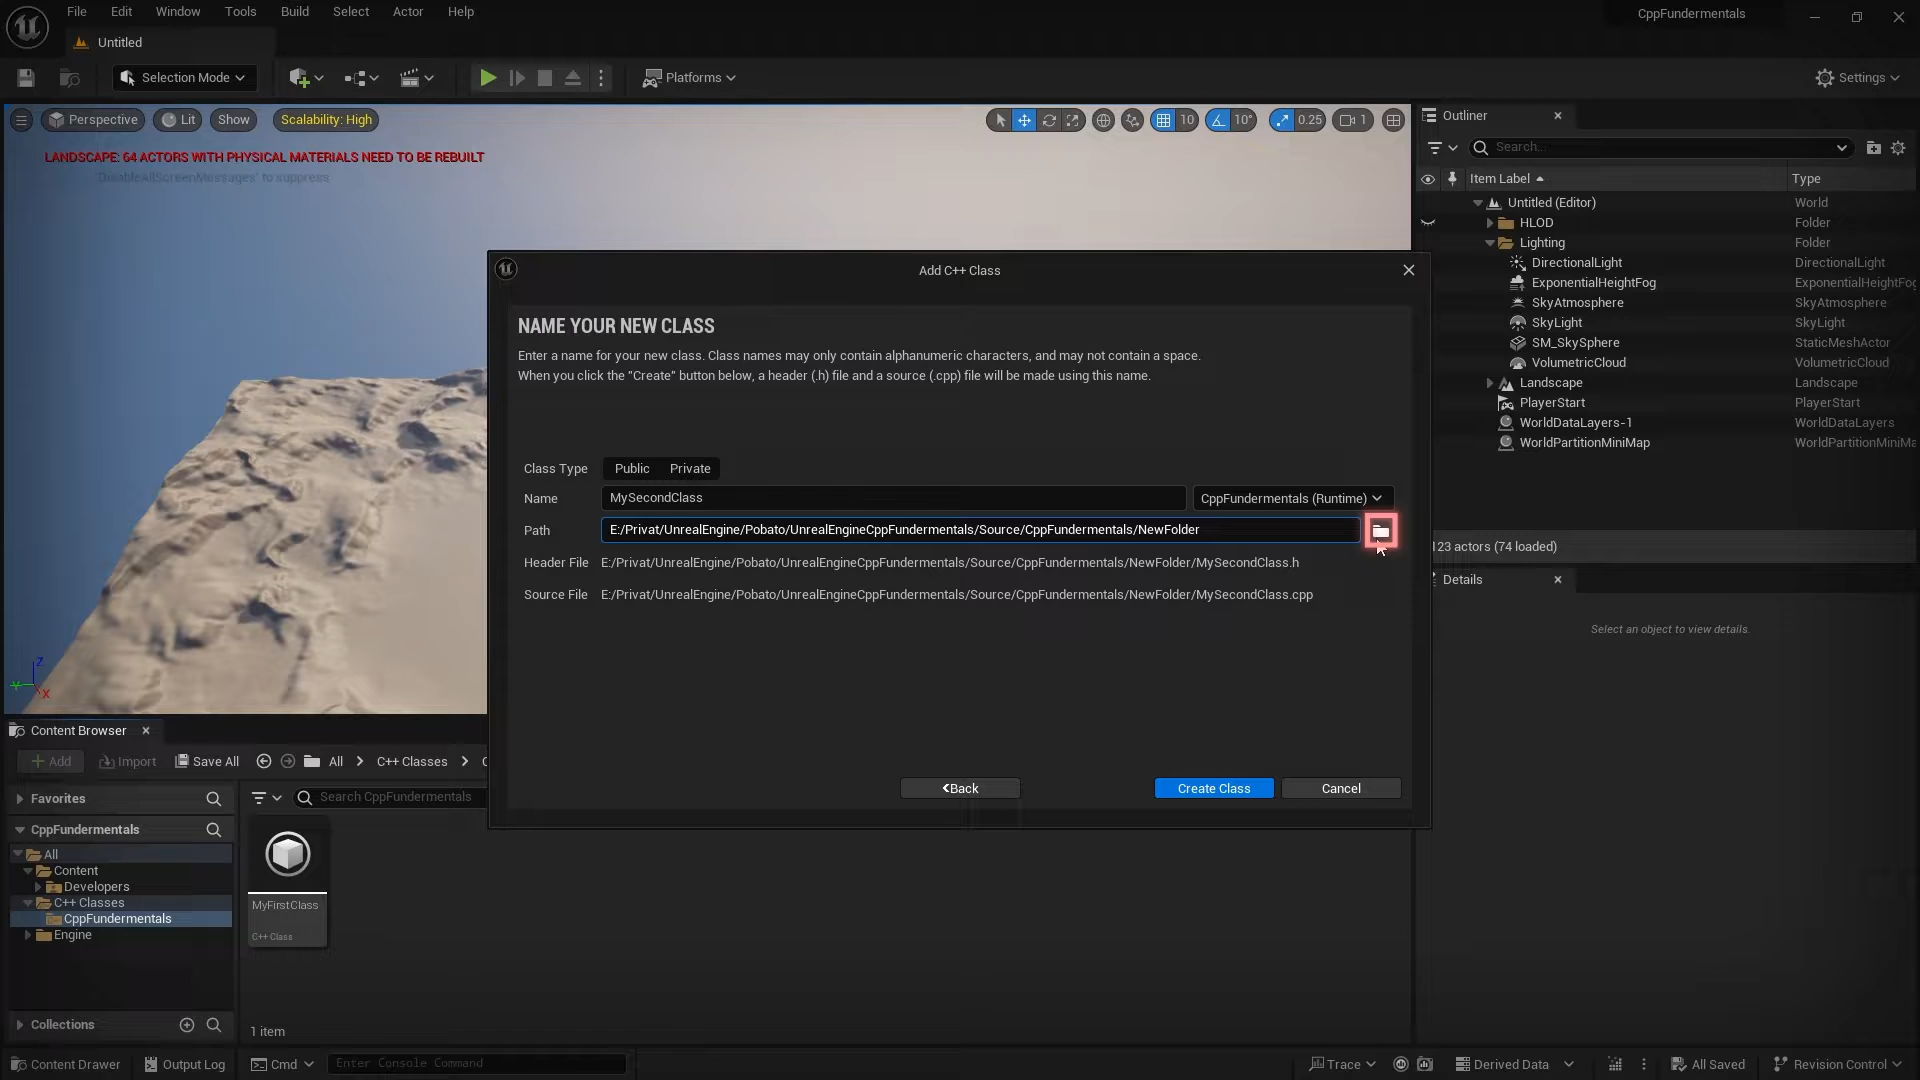 File Edit Window Tools Build Select Actor Help
CppFundermentals
Untitled
Selection Mode
Platforms
Settings
Perspective Lit Show Scalability: High
10 10° 0.25 1
LANDSCAPE: 64 ACTORS WITH PHYSICAL MATERIALS NEED TO BE REBUILT
'DisableAllScreenMessages' to suppress
Outliner
Search...
Item Label Type
Untitled (Editor) World
HLOD Folder
Lighting Folder
DirectionalLight DirectionalLight
ExponentialHeightFog ExponentialHeightFog
SkyAtmosphere SkyAtmosphere
SkyLight SkyLight
SM_SkySphere StaticMeshActor
VolumetricCloud VolumetricCloud
Landscape Landscape
PlayerStart PlayerStart
WorldDataLayers-1 WorldDataLayers
WorldPartitionMiniMap WorldPartitionMiniMa
123 actors (74 loaded)
Details
Select an object to view details.
Add C++ Class
NAME YOUR NEW CLASS
Enter a name for your new class. Class names may only contain alphanumeric characters, and may not contain a space.
When you click the "Create" button below, a header (.h) file and a source (.cpp) file will be made using this name.
Class Type Public Private
Name MySecondClass CppFundermentals (Runtime)
Path E:/Privat/UnrealEngine/Pobato/UnrealEngineCppFundermentals/Source/CppFundermentals/NewFolder
Header File E:/Privat/UnrealEngine/Pobato/UnrealEngineCppFundermentals/Source/CppFundermentals/NewFolder/MySecondClass.h
Source File E:/Privat/UnrealEngine/Pobato/UnrealEngineCppFundermentals/Source/CppFundermentals/NewFolder/MySecondClass.cpp
Back Create Class Cancel
Z
Y
X
Content Browser
Add Import Save All All C++ Classes C
Favorites
Search CppFundermentals
CppFundermentals
All
Content
Developers
C++ Classes
CppFundermentals
Engine
MyFirstClass
C++ Class
Collections
1 item
Content Drawer Output Log Cmd Enter Console Command
Trace Derived Data All Saved Revision Control